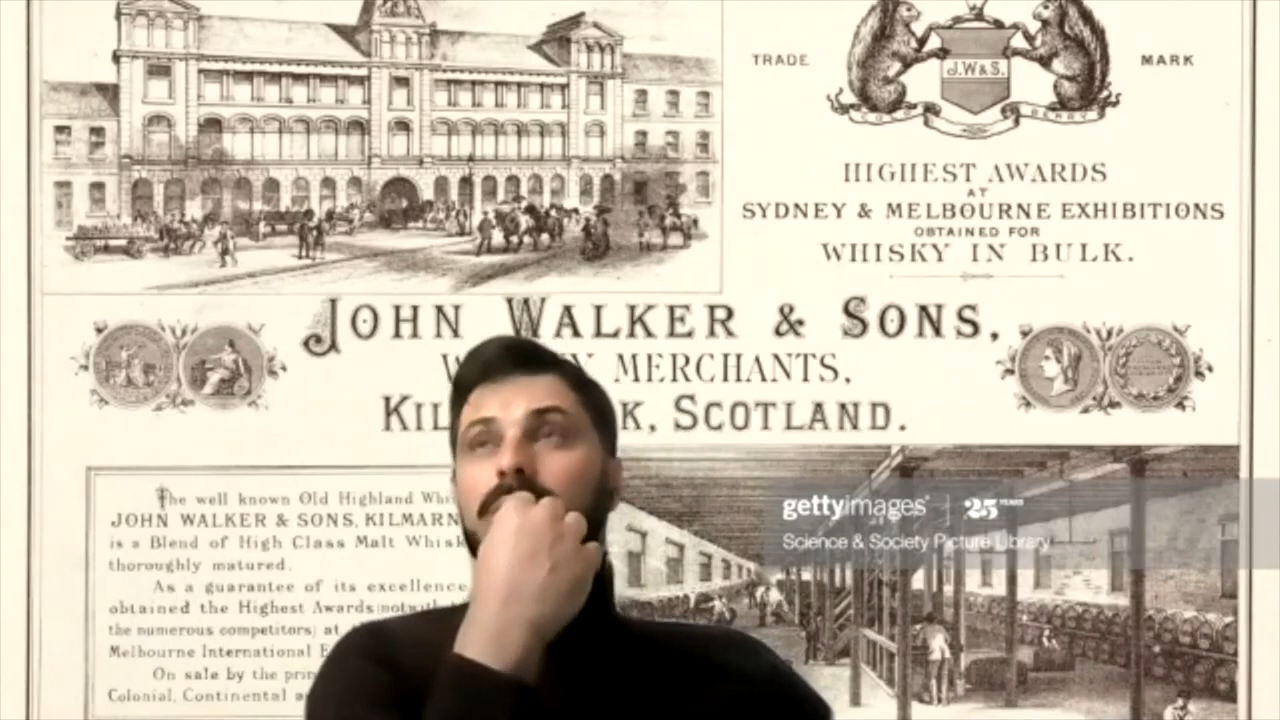 TRADE
MARK
J.W&S.
HIGHEST AWARDS
AT
SYDNEY & MELBOURNE EXHIBITIONS
OBTAINED FOR
WHISKY IN BULK.
JOHN WALKER & SONS,
MERCHANTS,
SCOTLAND.
The well known Old Highland
JOHN WALKER & SONS,
is a Blend of High Class Malt
thoroughly matured.
As a guarantee of its excellence
obtained the Highest Awards
the numerous competitors) at
Melbourne International
On sale by the
Colonial, Continental
gettyimages 25 YEARS
Science & Society Picture Library